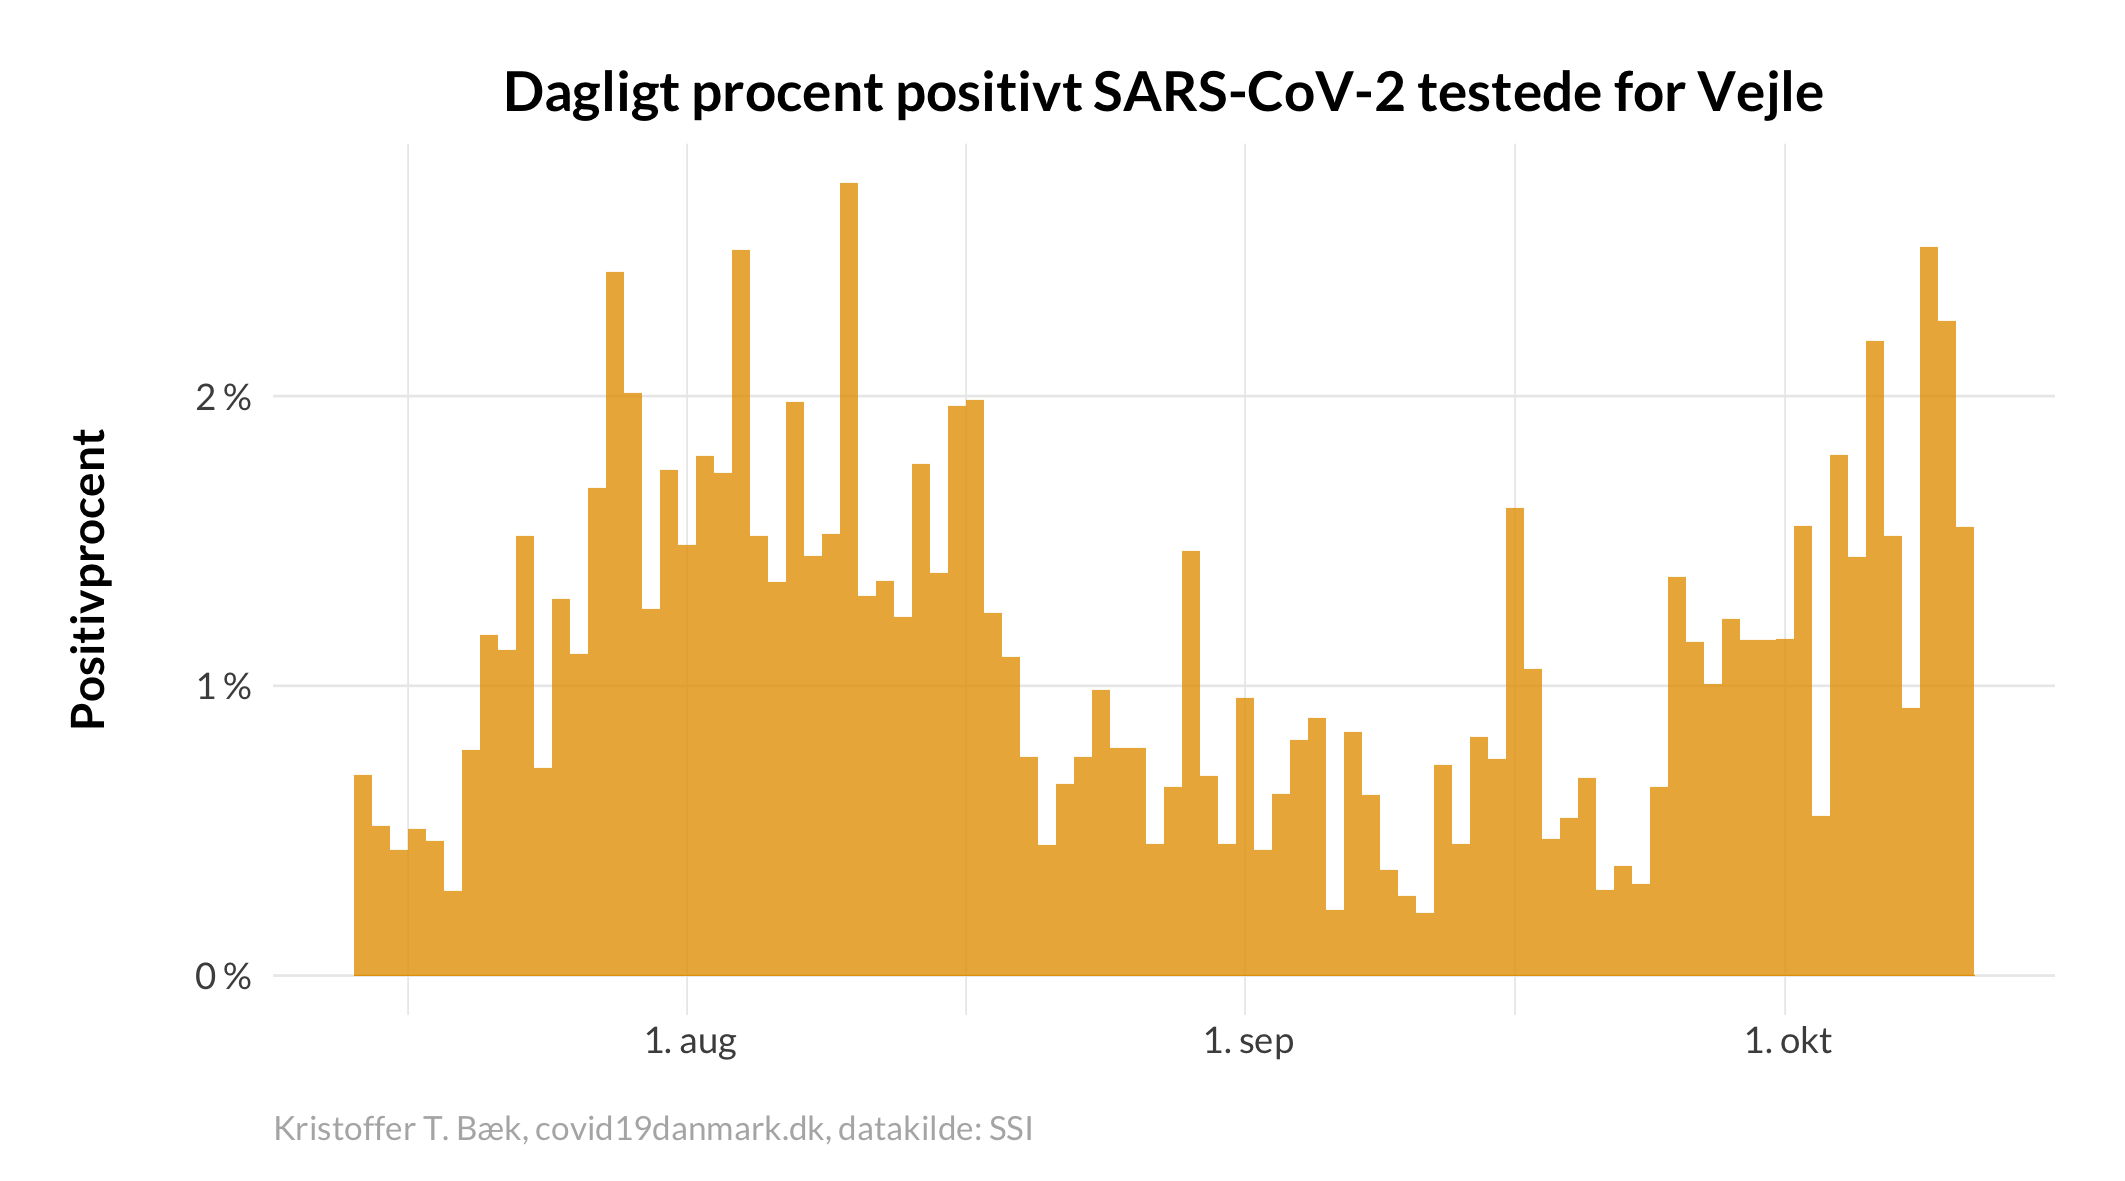 Dagligt procent positivt SARS-CoV-2 testede for Vejle
Positivprocent
2 %
1 %
0 %
1. aug
1. sep
1. okt
Kristoffer T. Bæk, covid19danmark.dk, datakilde: SSI